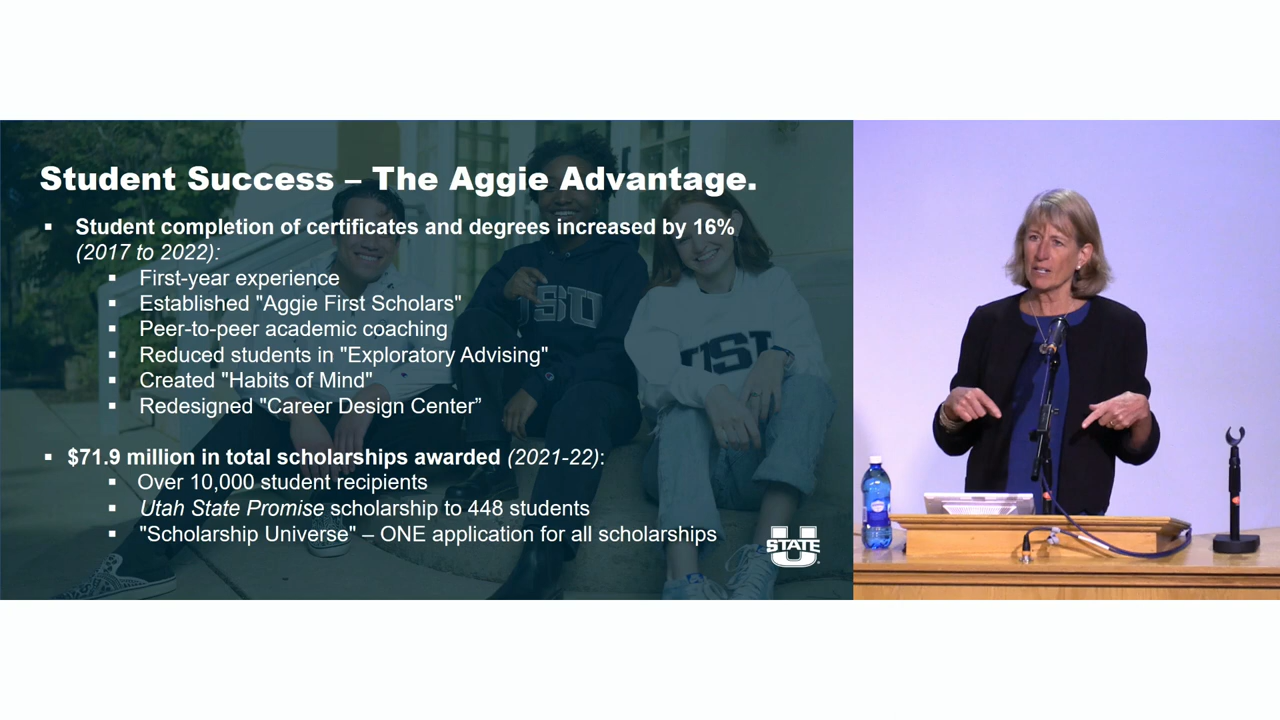 Student Success – The Aggie Advantage.
▪ Student completion of certificates and degrees increased by 16%
(2017 to 2022):
▪ First-year experience
▪ Established "Aggie First Scholars"
▪ Peer-to-peer academic coaching
▪ Reduced students in "Exploratory Advising"
▪ Created "Habits of Mind"
▪ Redesigned "Career Design Center”
▪ $71.9 million in total scholarships awarded (2021-22):
▪ Over 10,000 student recipients
▪ Utah State Promise scholarship to 448 students
▪ "Scholarship Universe" – ONE application for all scholarships
USU
USU
U
STATE